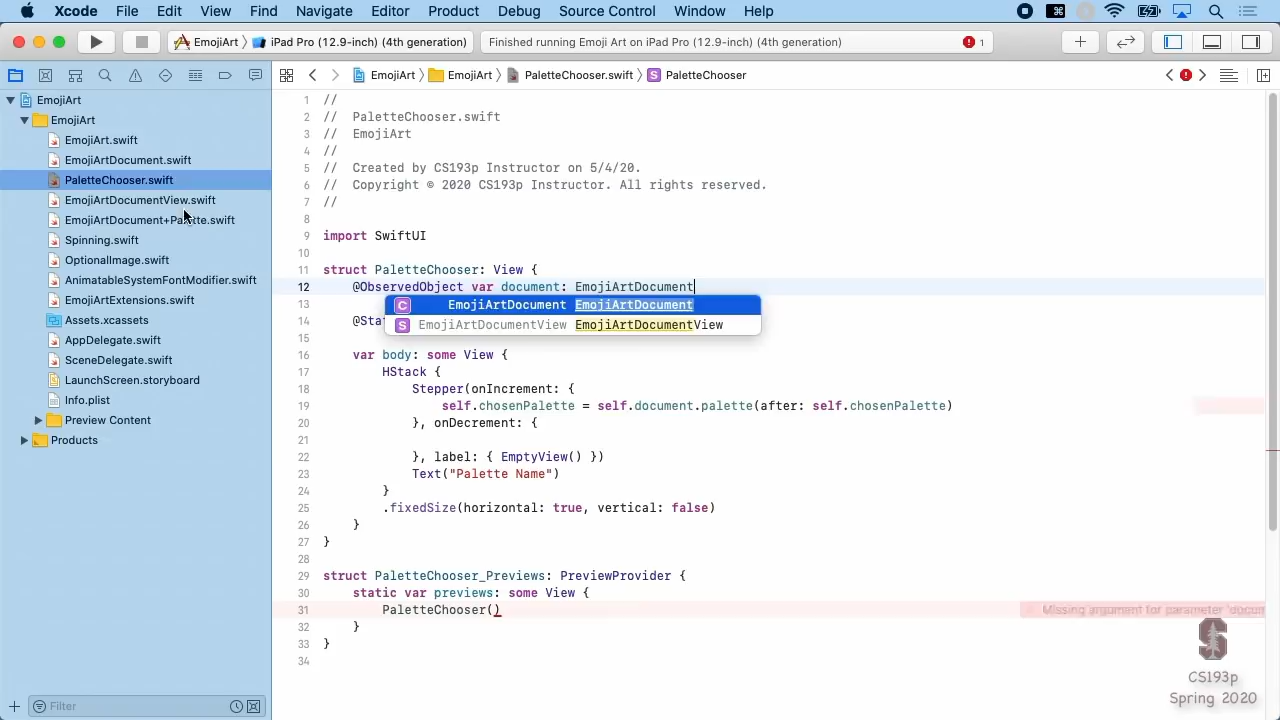 Xcode File Edit View Find Navigate Editor Product Debug Source Control Window Help
EmojiArt iPad Pro (12.9-inch) (4th generation) Finished running Emoji Art on iPad Pro (12.9-inch) (4th generation) 1
EmojiArt EmojiArt PaletteChooser.swift S PaletteChooser
EmojiArt
EmojiArt
EmojiArt.swift
EmojiArtDocument.swift
PaletteChooser.swift
EmojiArtDocumentView.swift
EmojiArtDocument+Palette.swift
Spinning.swift
OptionalImage.swift
AnimatableSystemFontModifier.swift
EmojiArtExtensions.swift
Assets.xcassets
AppDelegate.swift
SceneDelegate.swift
LaunchScreen.storyboard
Info.plist
Preview Content
Products
Filter
1 //
2 // PaletteChooser.swift
3 // EmojiArt
4 //
5 // Created by CS193p Instructor on 5/4/20.
6 // Copyright © 2020 CS193p Instructor. All rights reserved.
7 //
8
9 import SwiftUI
10
11 struct PaletteChooser: View {
12 @ObservedObject var document: EmojiArtDocument
13
C EmojiArtDocument EmojiArtDocument
14 @Sta
S EmojiArtDocumentView EmojiArtDocumentView
15
16 var body: some View {
17 HStack {
18 Stepper(onIncrement: {
19 self.chosenPalette = self.document.palette(after: self.chosenPalette)
20 }, onDecrement: {
21
22 }, label: { EmptyView() })
23 Text("Palette Name")
24 }
25 .fixedSize(horizontal: true, vertical: false)
26 }
27 }
28
29 struct PaletteChooser_Previews: PreviewProvider {
30 static var previews: some View {
31 PaletteChooser() Missing argument for parameter 'docum
32 }
33 }
34
S
CS193p
Spring 2020